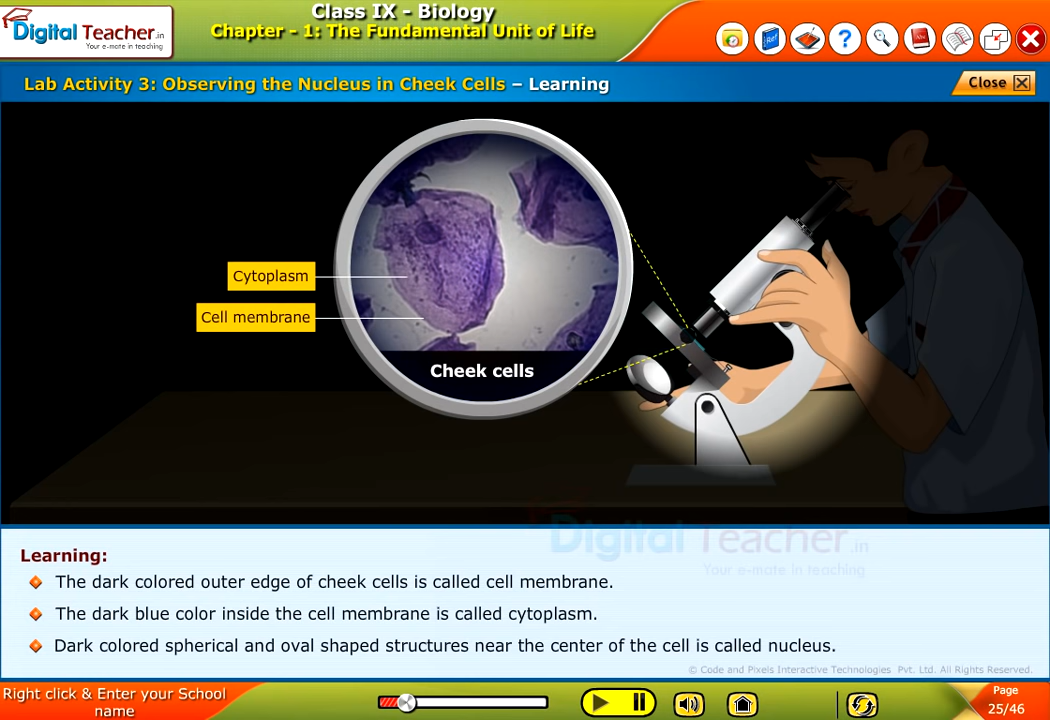 Digital Teacher.in
Your e-mate in teaching
Class IX - Biology
Chapter - 1: The Fundamental Unit of Life
Ref
?
Lab Activity 3: Observing the Nucleus in Cheek Cells – Learning
Close
Cytoplasm
Cell membrane
Cheek cells
Digital Teacher.in
Your e-mate in teaching
Learning:
The dark colored outer edge of cheek cells is called cell membrane.
The dark blue color inside the cell membrane is called cytoplasm.
Dark colored spherical and oval shaped structures near the center of the cell is called nucleus.
© Code and Pixels Interactive Technologies Pvt. Ltd. All Rights Reserved.
Right click & Enter your School
name
Page
25/46